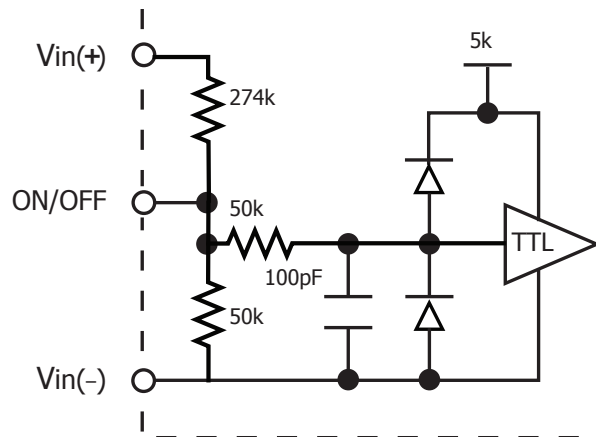 Vin(+)
5k
274k
ON/OFF
50k
TTL
100pF
50k
Vin(–)